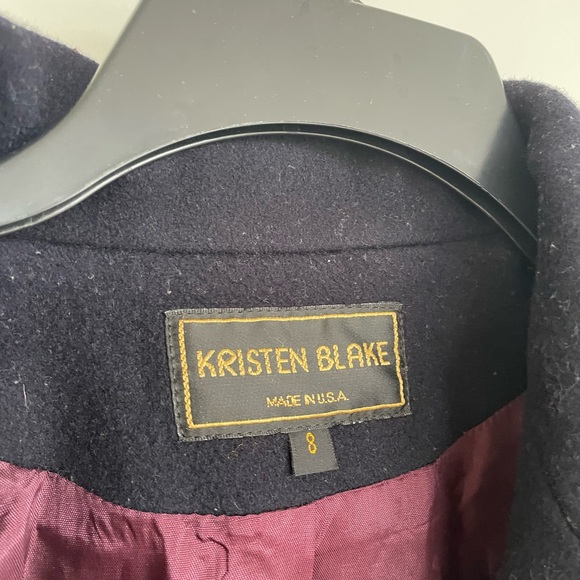 KRISTEN BLAKE
MADE IN U.S.A.
8